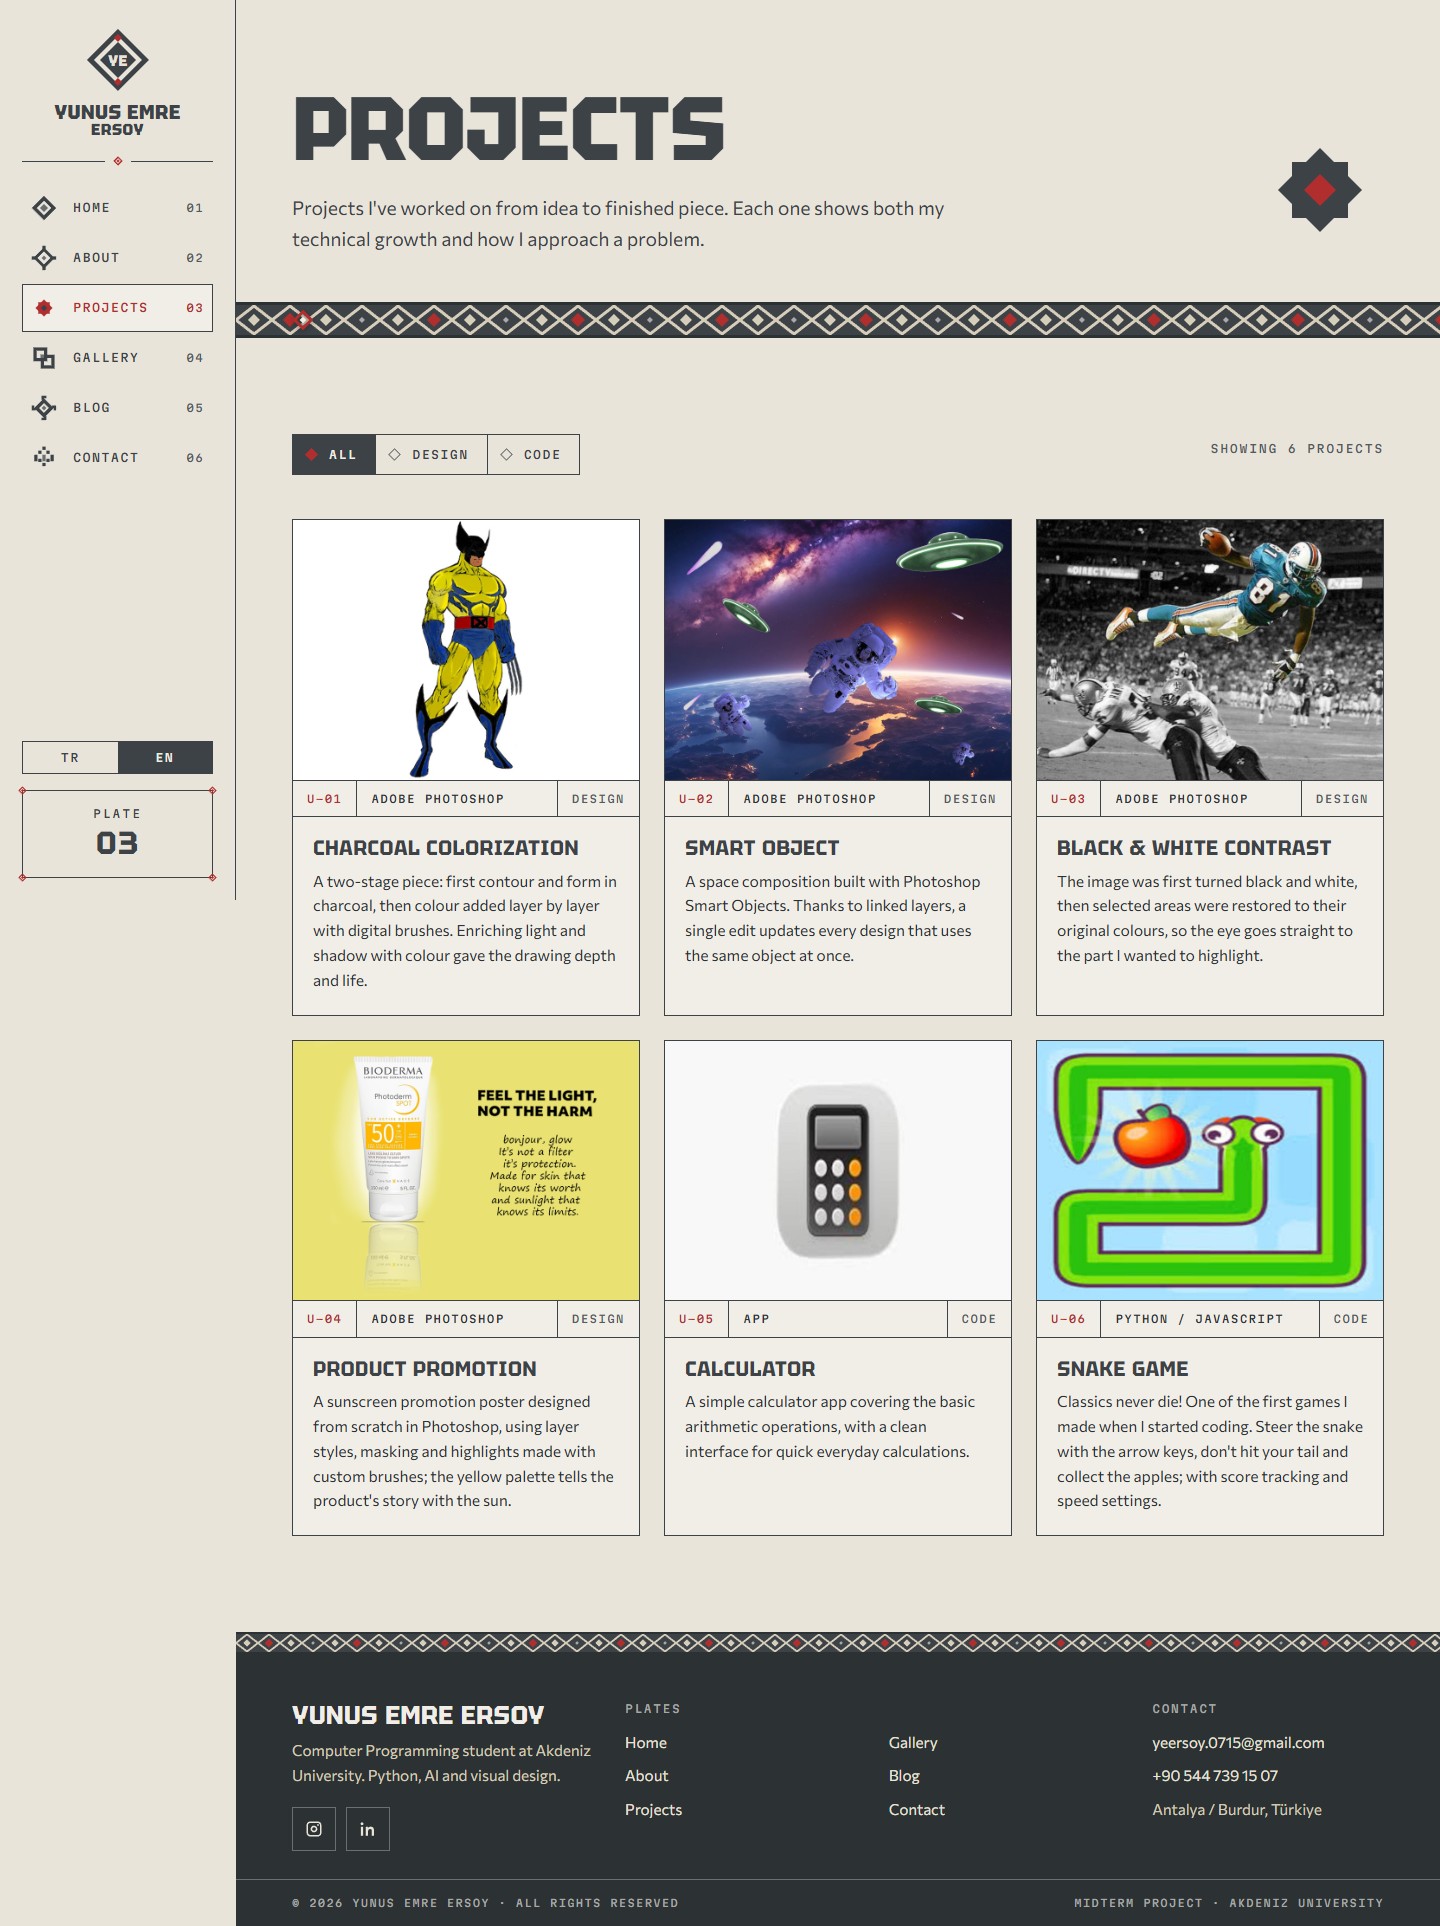 VE
YUNUS EMRE
ERSOY
HOME 01
ABOUT 02
PROJECTS 03
GALLERY 04
BLOG 05
CONTACT 06
TR EN
PLATE
03
PROJECTS
Projects I've worked on from idea to finished piece. Each one shows both my
technical growth and how I approach a problem.
ALL DESIGN CODE
SHOWING 6 PROJECTS
U-01 ADOBE PHOTOSHOP DESIGN
CHARCOAL COLORIZATION
A two-stage piece: first contour and form in
charcoal, then colour added layer by layer
with digital brushes. Enriching light and
shadow with colour gave the drawing depth
and life.
U-02 ADOBE PHOTOSHOP DESIGN
SMART OBJECT
A space composition built with Photoshop
Smart Objects. Thanks to linked layers, a
single edit updates every design that uses
the same object at once.
DIRECTV
81
U-03 ADOBE PHOTOSHOP DESIGN
BLACK & WHITE CONTRAST
The image was first turned black and white,
then selected areas were restored to their
original colours, so the eye goes straight to
the part I wanted to highlight.
BIODERMA
Photoderm
SPOT
50+
FEEL THE LIGHT,
NOT THE HARM
bonjour, glow
It's not a filter
it's protection.
Made for skin that
knows its worth
and sunlight that
knows its limits.
U-04 ADOBE PHOTOSHOP DESIGN
PRODUCT PROMOTION
A sunscreen promotion poster designed
from scratch in Photoshop, using layer
styles, masking and highlights made with
custom brushes; the yellow palette tells the
product's story with the sun.
U-05 APP CODE
CALCULATOR
A simple calculator app covering the basic
arithmetic operations, with a clean
interface for quick everyday calculations.
U-06 PYTHON / JAVASCRIPT CODE
SNAKE GAME
Classics never die! One of the first games I
made when I started coding. Steer the snake
with the arrow keys, don't hit your tail and
collect the apples; with score tracking and
speed settings.
YUNUS EMRE ERSOY
Computer Programming student at Akdeniz
University. Python, AI and visual design.
in
PLATES
Home
About
Projects
Gallery
Blog
Contact
CONTACT
yeersoy.0715@gmail.com
+90 544 739 15 07
Antalya / Burdur, Türkiye
© 2026 YUNUS EMRE ERSOY · ALL RIGHTS RESERVED
MIDTERM PROJECT · AKDENIZ UNIVERSITY